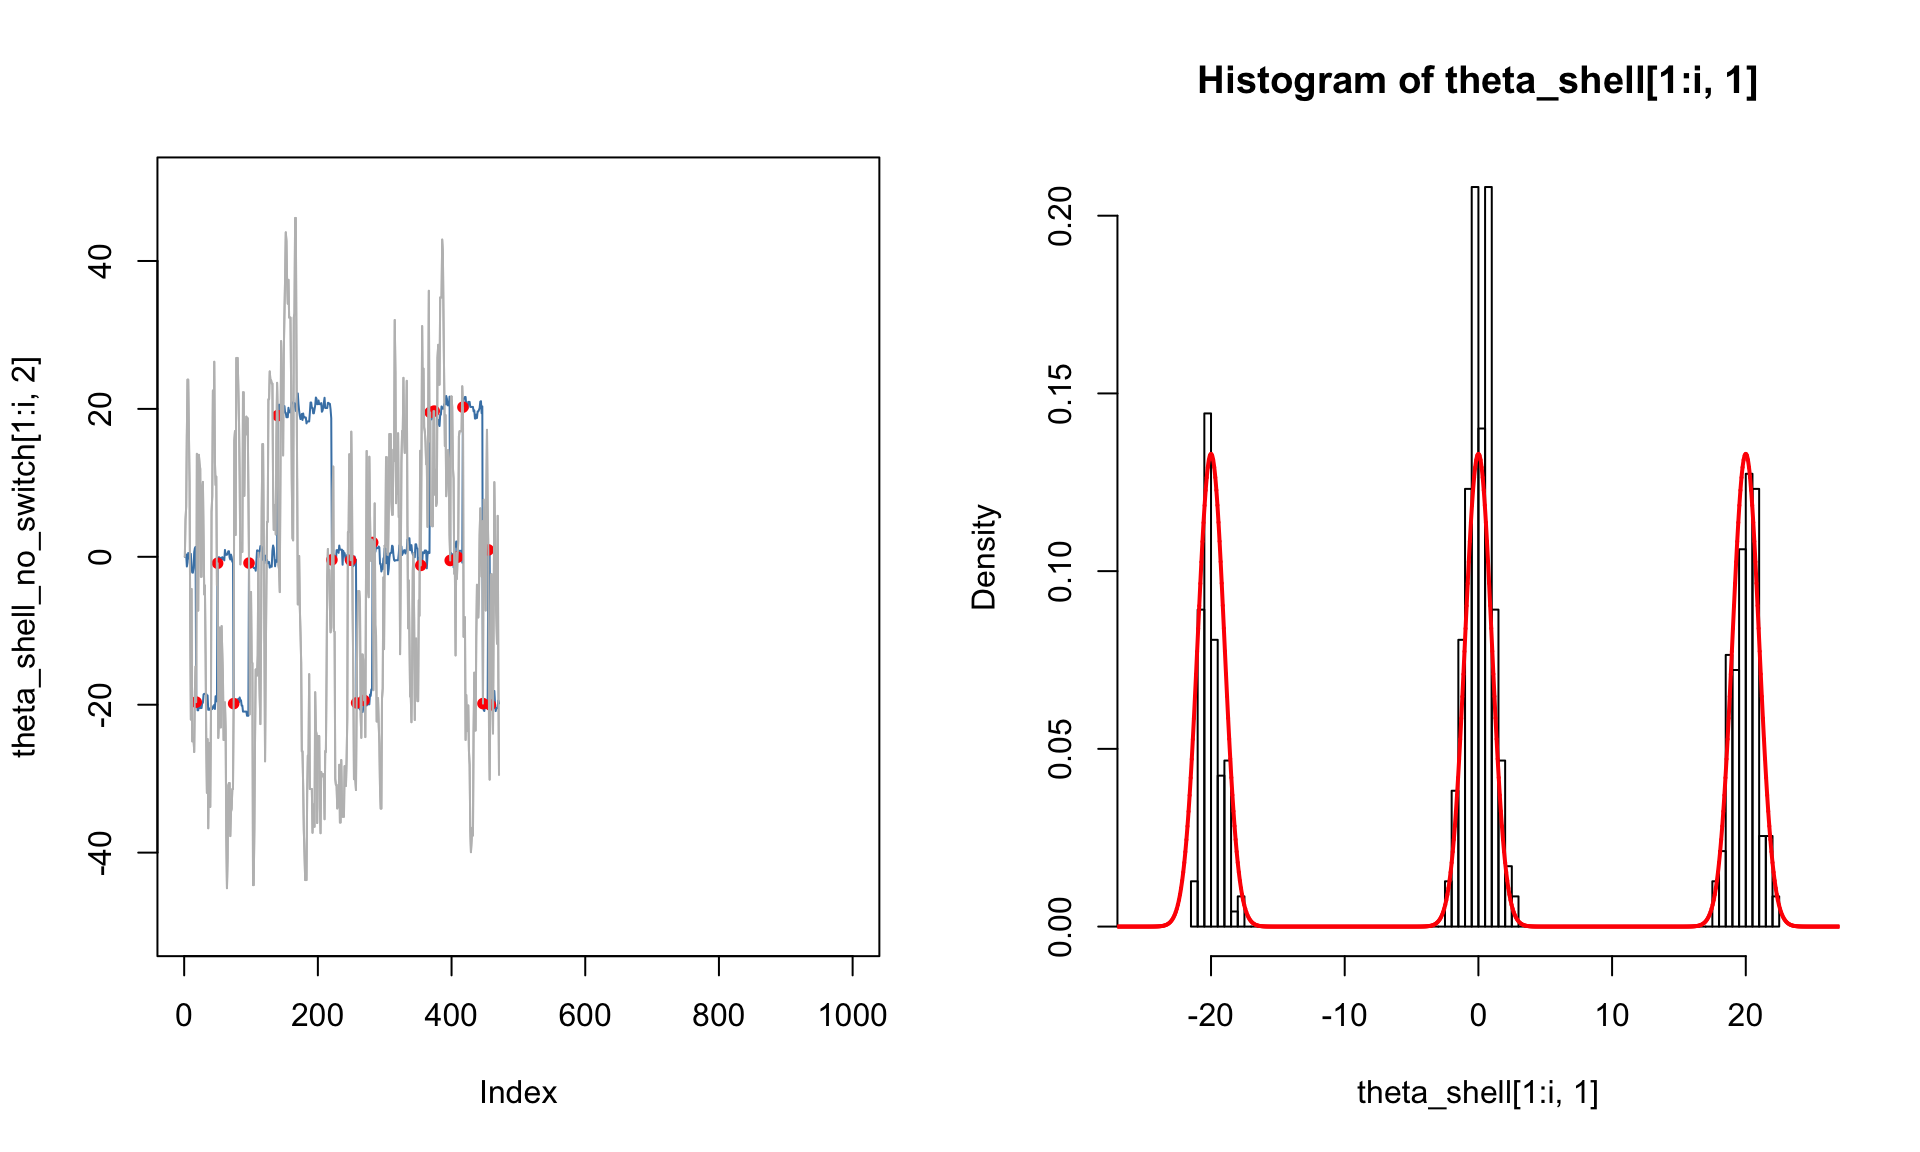 theta_shell_no_switch[1:i, 2]
40
20
0
-20
-40
0 200 400 600 800 1000
Index
Histogram of theta_shell[1:i, 1]
Density
0.20
0.15
0.10
0.05
0.00
-20 -10 0 10 20
theta_shell[1:i, 1]